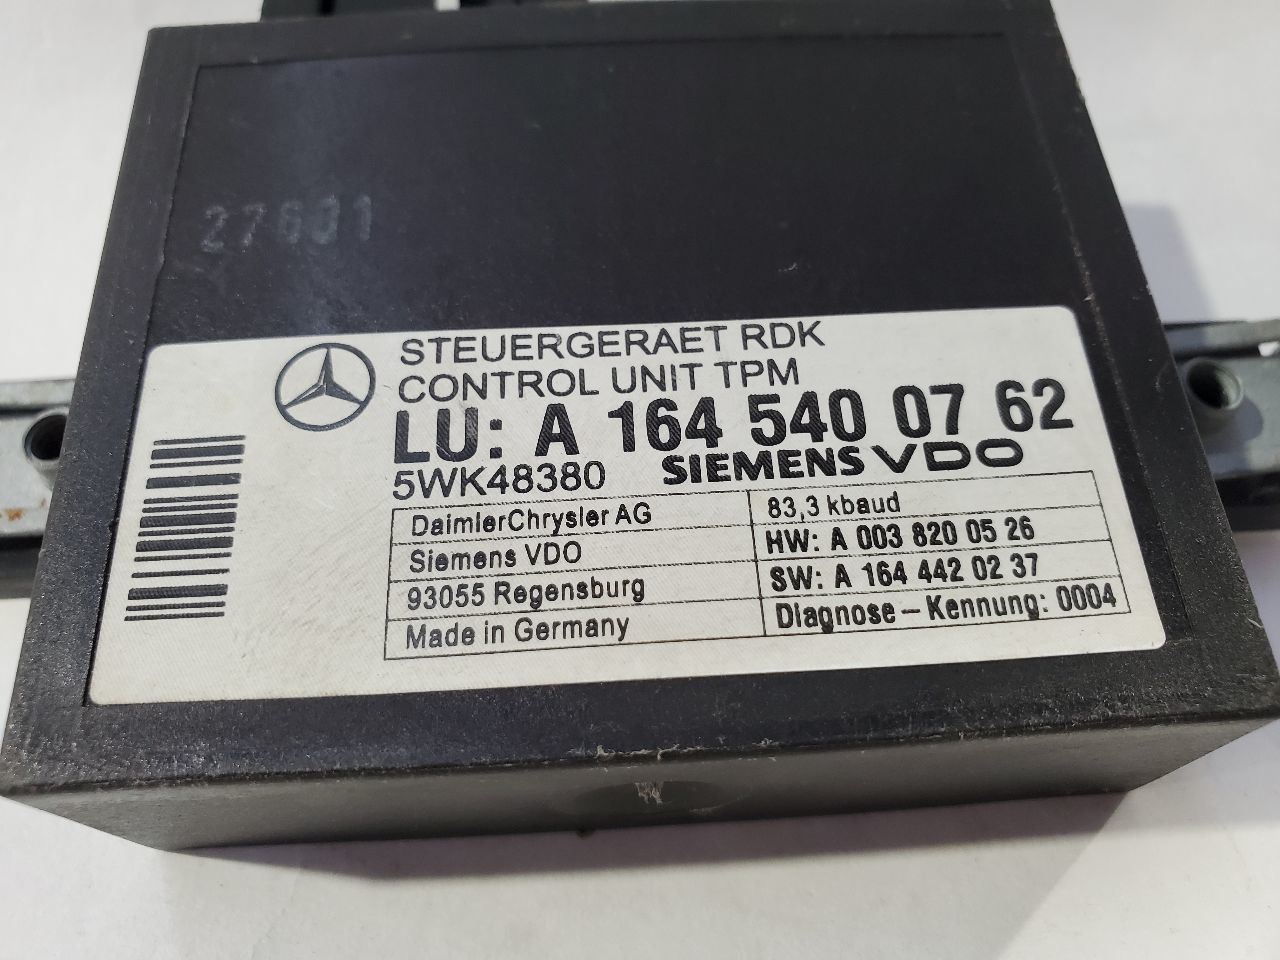 27631
STEUERGERAET RDK
CONTROL UNIT TPM
LU: A 164 540 07 62
5WK48380 SIEMENS VDO
DaimlerChrysler AG 83,3 kbaud
Siemens VDO HW: A 003 820 05 26
93055 Regensburg SW: A 164 442 02 37
Made in Germany Diagnose – Kennung: 0004